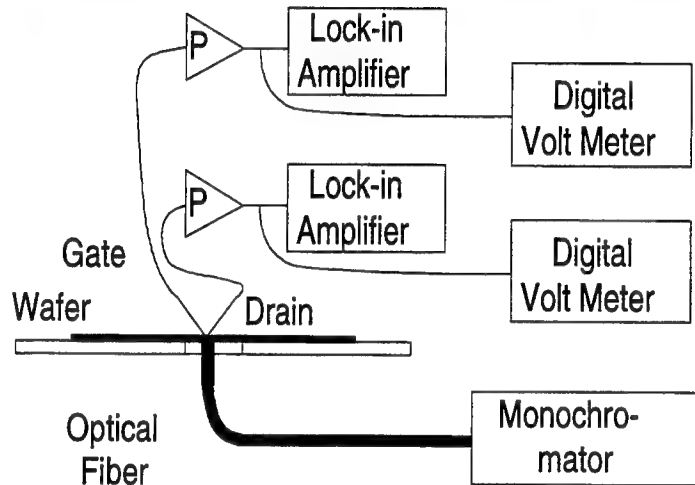 P
Lock-in
Amplifier
Digital
Volt Meter
P
Lock-in
Amplifier
Digital
Volt Meter
Gate
Wafer
Drain
Optical
Fiber
Monochro-
mator